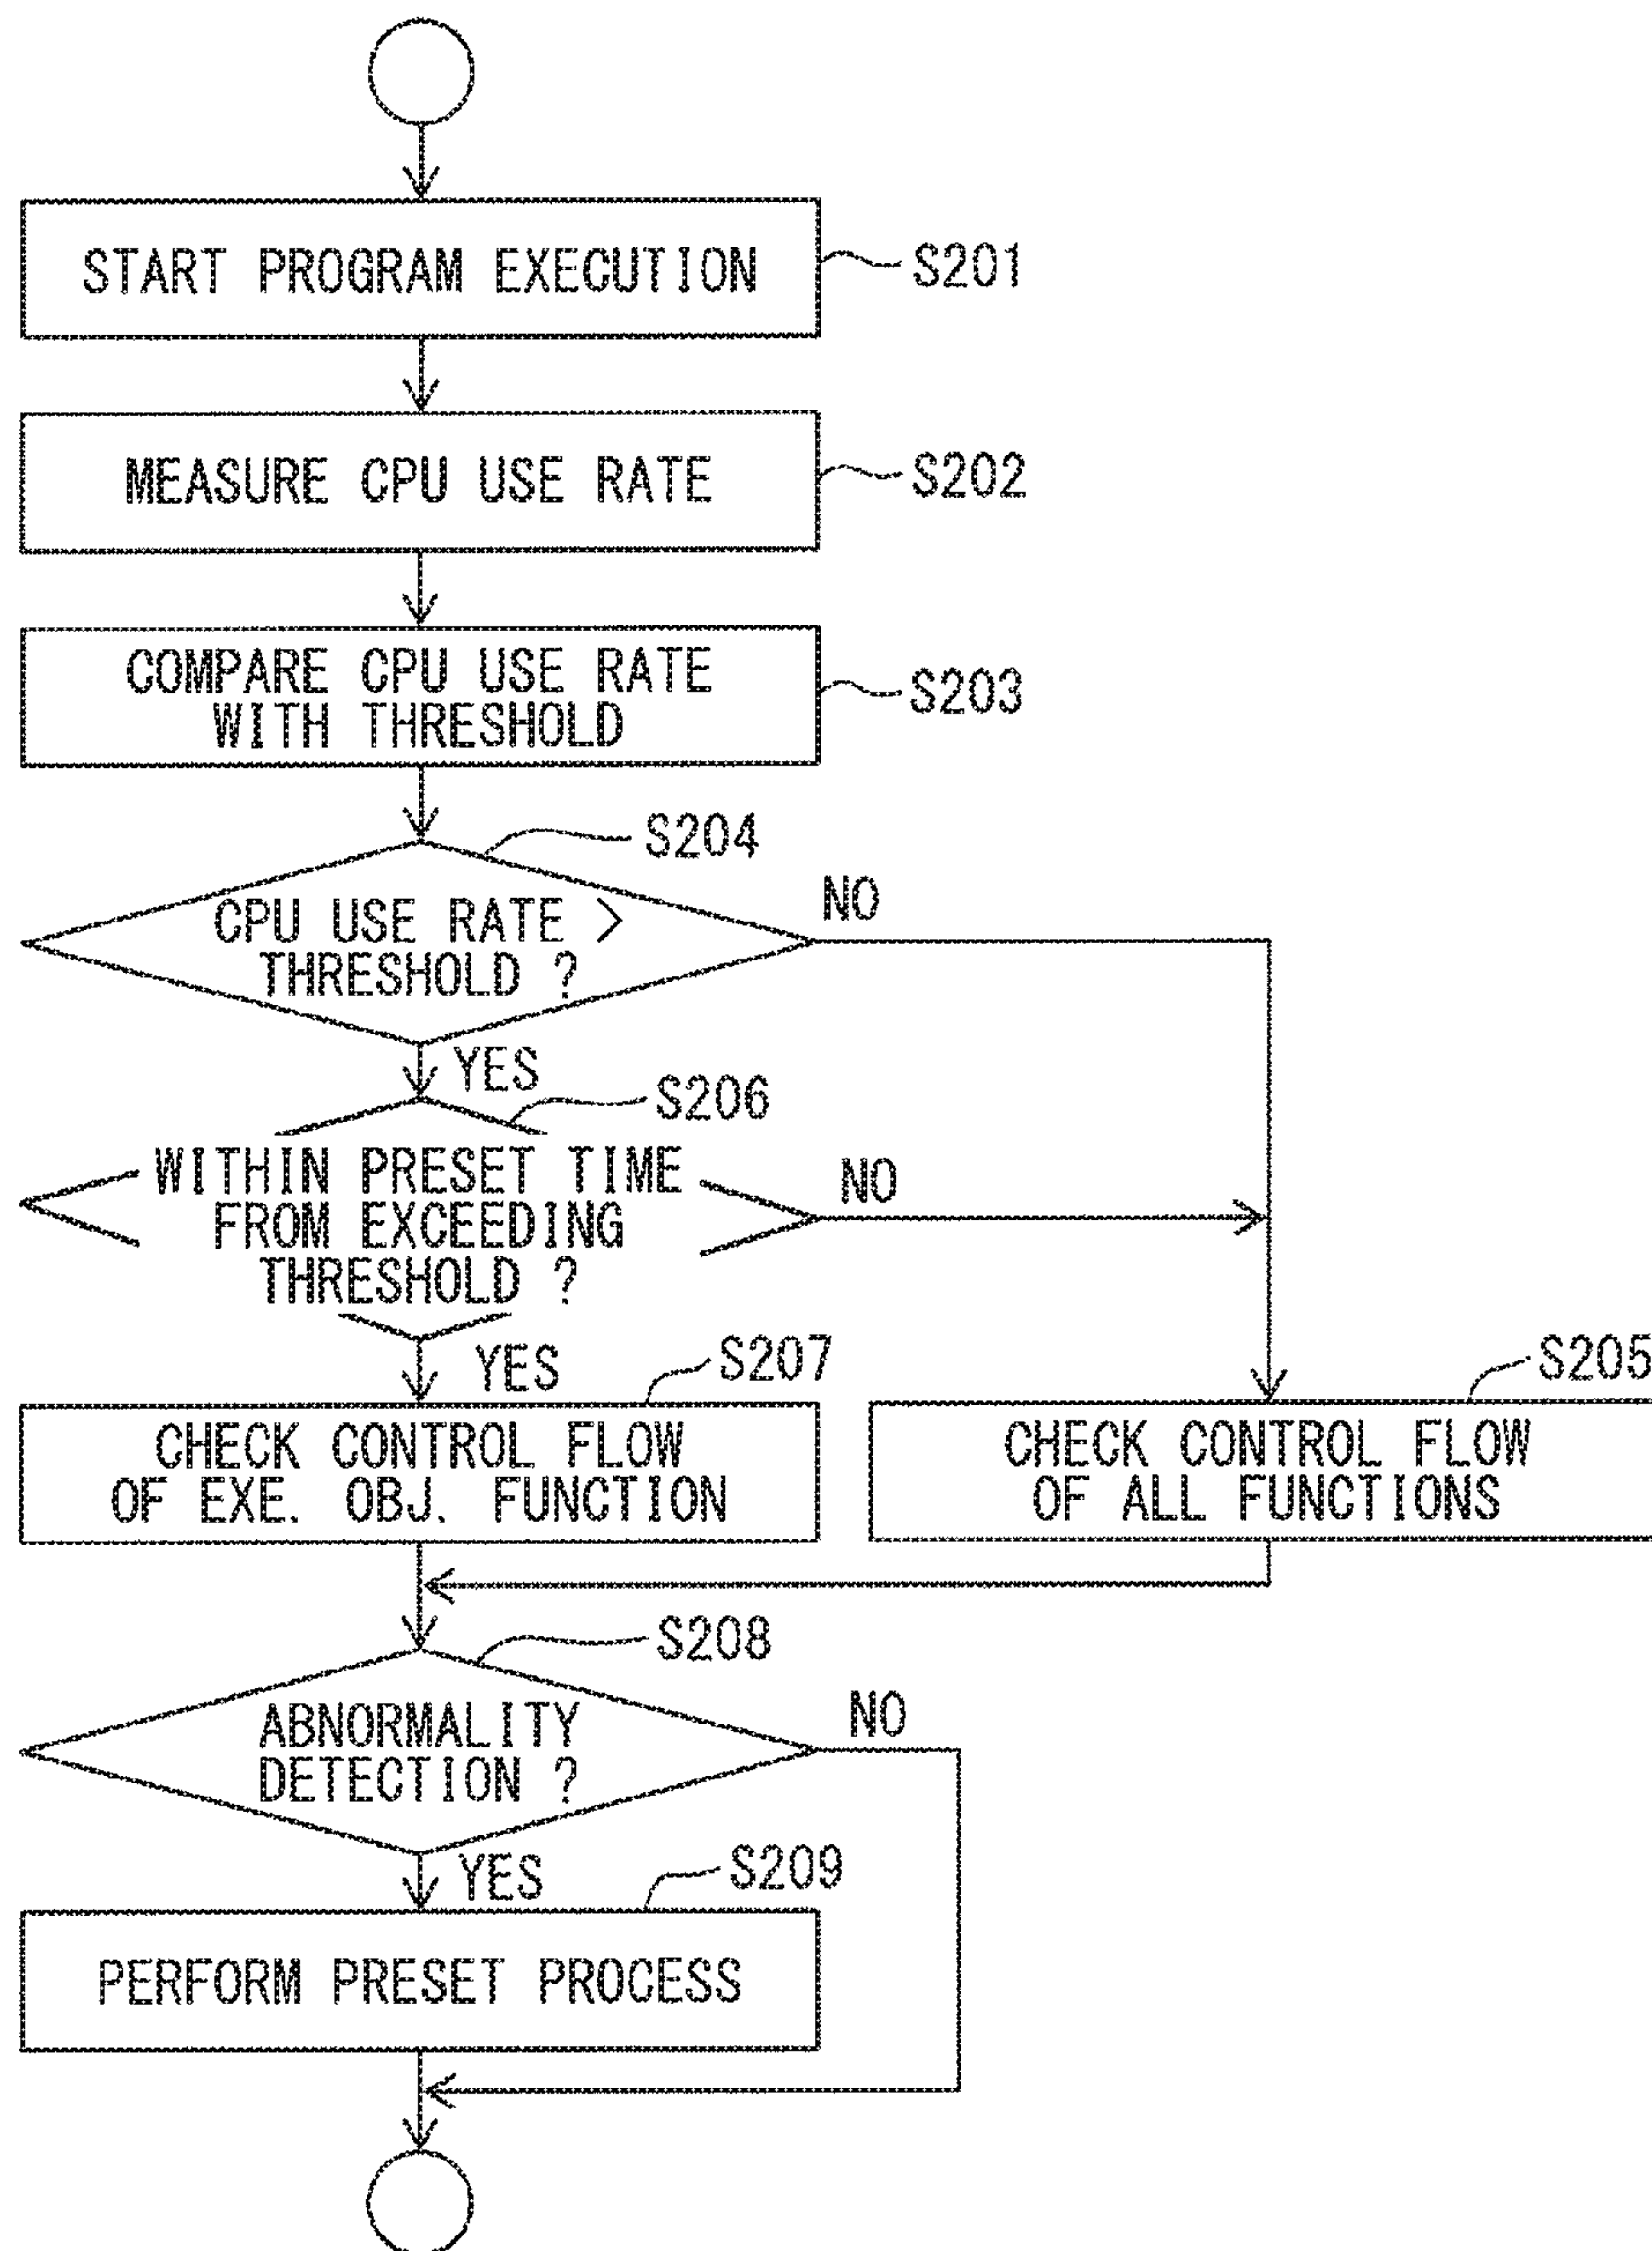 START PROGRAM EXECUTION
S201
MEASURE CPU USE RATE
S202
COMPARE CPU USE RATE
WITH THRESHOLD
S203
S204
CPU USE RATE >
THRESHOLD ?
NO
YES
S206
WITHIN PRESET TIME
FROM EXCEEDING
THRESHOLD ?
NO
YES
S207
CHECK CONTROL FLOW
OF EXE. OBJ. FUNCTION
S205
CHECK CONTROL FLOW
OF ALL FUNCTIONS
S208
ABNORMALITY
DETECTION ?
NO
YES
S209
PERFORM PRESET PROCESS